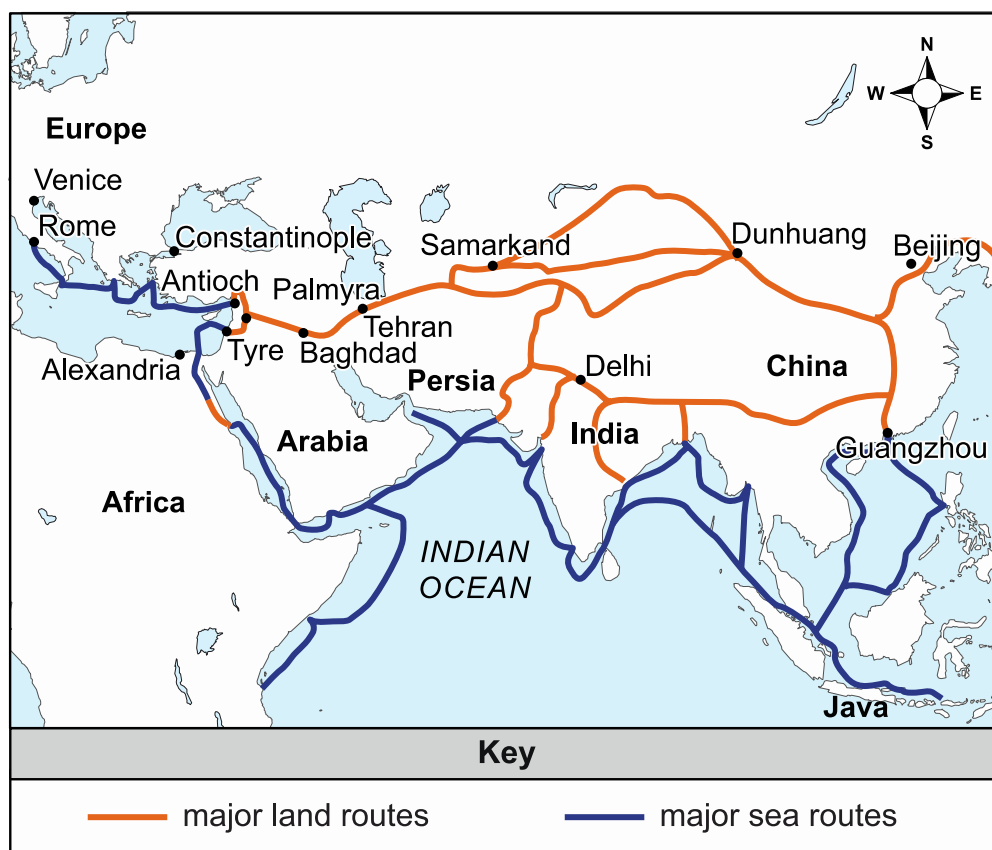 N
W E
S
Europe
Venice
Rome
Constantinople
Samarkand
Dunhuang
Beijing
Antioch
Palmyra
Tehran
Tyre
Baghdad
Alexandria
Persia
Delhi
China
Arabia
India
Guangzhou
Africa
INDIAN
OCEAN
Java
Key
major land routes
major sea routes